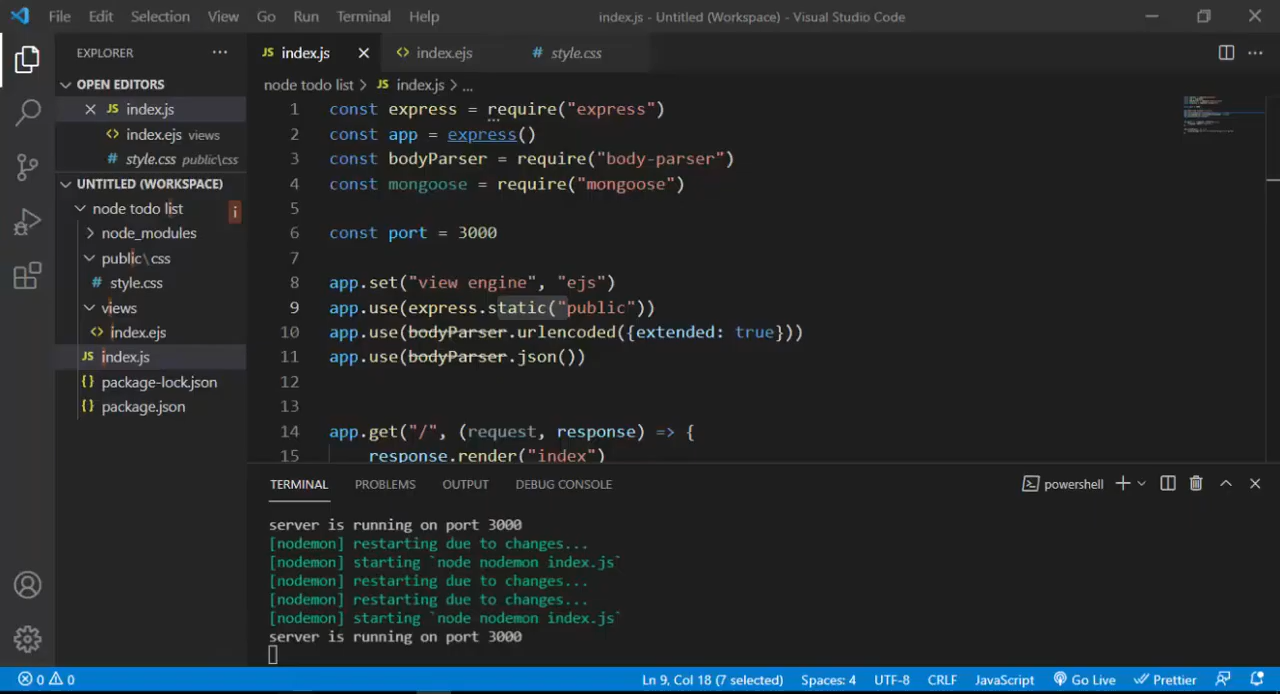 File Edit Selection View Go Run Terminal Help index.js - Untitled (Workspace) - Visual Studio Code
EXPLORER ...
JS index.js
<> index.ejs
# style.css
OPEN EDITORS
JS index.js
<> index.ejs views
# style.css public\css
UNTITLED (WORKSPACE)
node todo list i
node_modules
public\css
# style.css
views
<> index.ejs
JS index.js
{} package-lock.json
{} package.json
node todo list > JS index.js > ...
1 const express = require("express")
2 const app = express()
3 const bodyParser = require("body-parser")
4 const mongoose = require("mongoose")
5
6 const port = 3000
7
8 app.set("view engine", "ejs")
9 app.use(express.static("public"))
10 app.use(bodyParser.urlencoded({extended: true}))
11 app.use(bodyParser.json())
12
13
14 app.get("/", (request, response) => {
15 response.render("index")
TERMINAL PROBLEMS OUTPUT DEBUG CONSOLE powershell
server is running on port 3000
[nodemon] restarting due to changes...
[nodemon] starting `node nodemon index.js`
[nodemon] restarting due to changes...
[nodemon] restarting due to changes...
[nodemon] starting `node nodemon index.js`
server is running on port 3000
0 0 Ln 9, Col 18 (7 selected) Spaces: 4 UTF-8 CRLF JavaScript Go Live Prettier